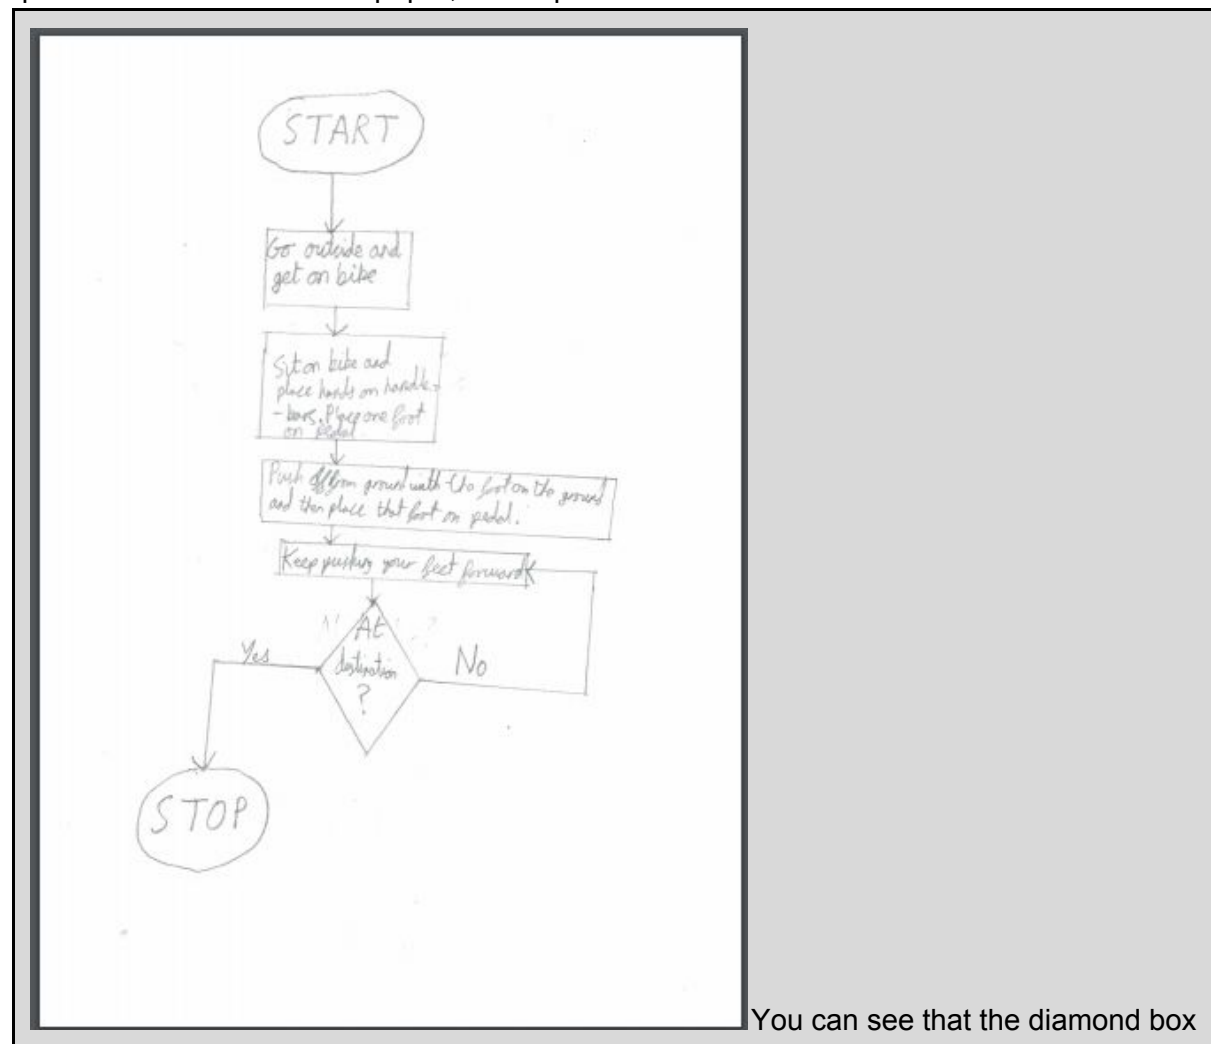 START
Go outside and
get on bike
Sit on bike and
place hands on handle-
-bars. Place one foot
on pedal
Push off from ground with the foot on the ground
and then place that foot on pedal.
Keep pushing your feet forward
At
destination
?
Yes
No
STOP
You can see that the diamond box